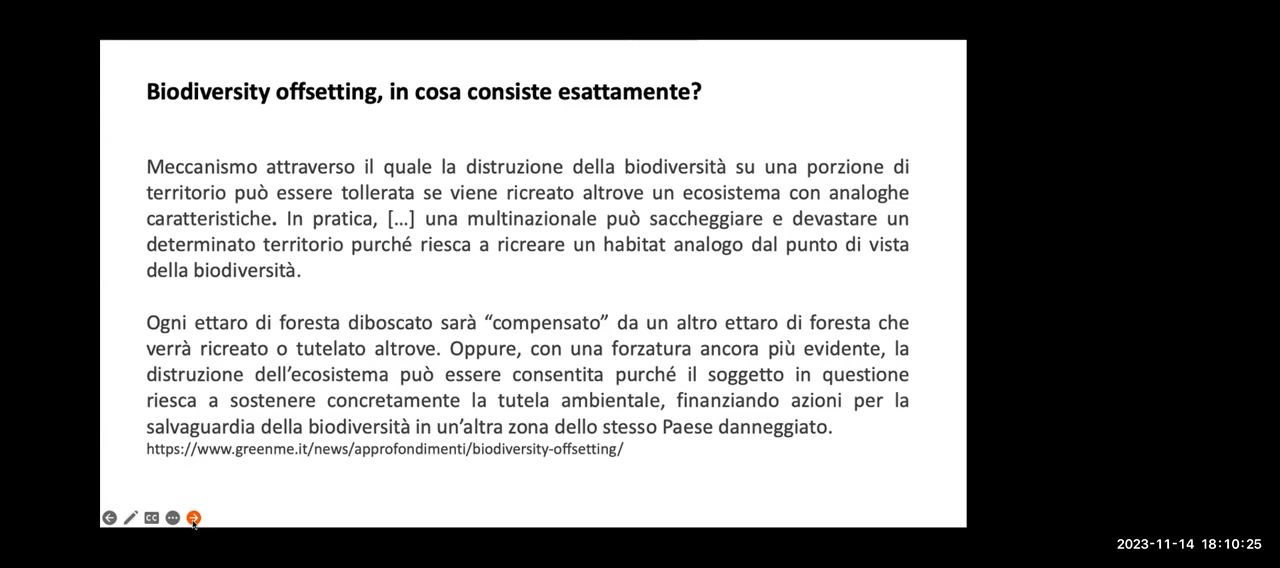 Biodiversity offsetting, in cosa consiste esattamente?
Meccanismo attraverso il quale la distruzione della biodiversità su una porzione di
territorio può essere tollerata se viene ricreato altrove un ecosistema con analoghe
caratteristiche. In pratica, [...] una multinazionale può saccheggiare e devastare un
determinato territorio purché riesca a ricreare un habitat analogo dal punto di vista
della biodiversità.
Ogni ettaro di foresta diboscato sarà “compensato” da un altro ettaro di foresta che
verrà ricreato o tutelato altrove. Oppure, con una forzatura ancora più evidente, la
distruzione dell’ecosistema può essere consentita purché il soggetto in questione
riesca a sostenere concretamente la tutela ambientale, finanziando azioni per la
salvaguardia della biodiversità in un’altra zona dello stesso Paese danneggiato.
https://www.greenme.it/news/approfondimenti/biodiversity-offsetting/
CC
2023-11-14 18:10:25